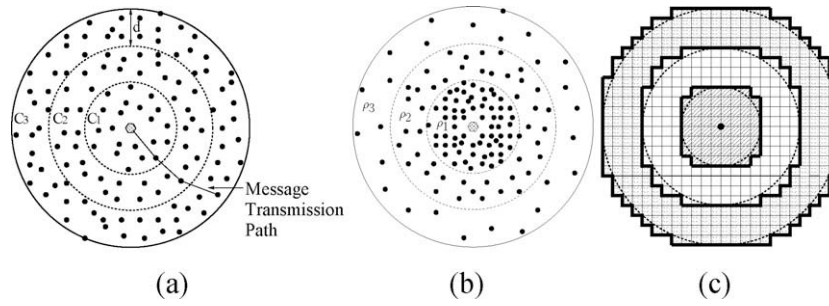 d
C₃ C₂ C₁
Message
Transmission
Path
(a)
ρ₃
ρ₂
ρ₁
(b)
(c)